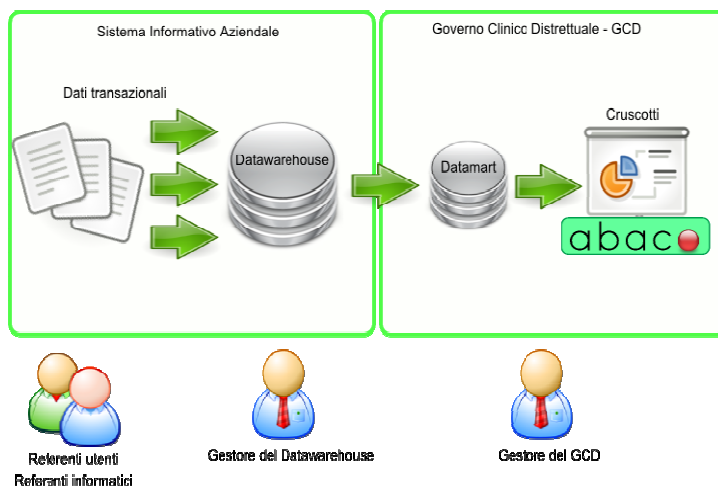 Sistema Informativo Aziendale
Governo Clinico Distrettuale - GCD
Dati transazionali
Cruscotti
Datawarehouse
Datamart
abaco
Referenti utenti
Referanti informatici
Gestore del Datawarehouse
Gestore del GCD